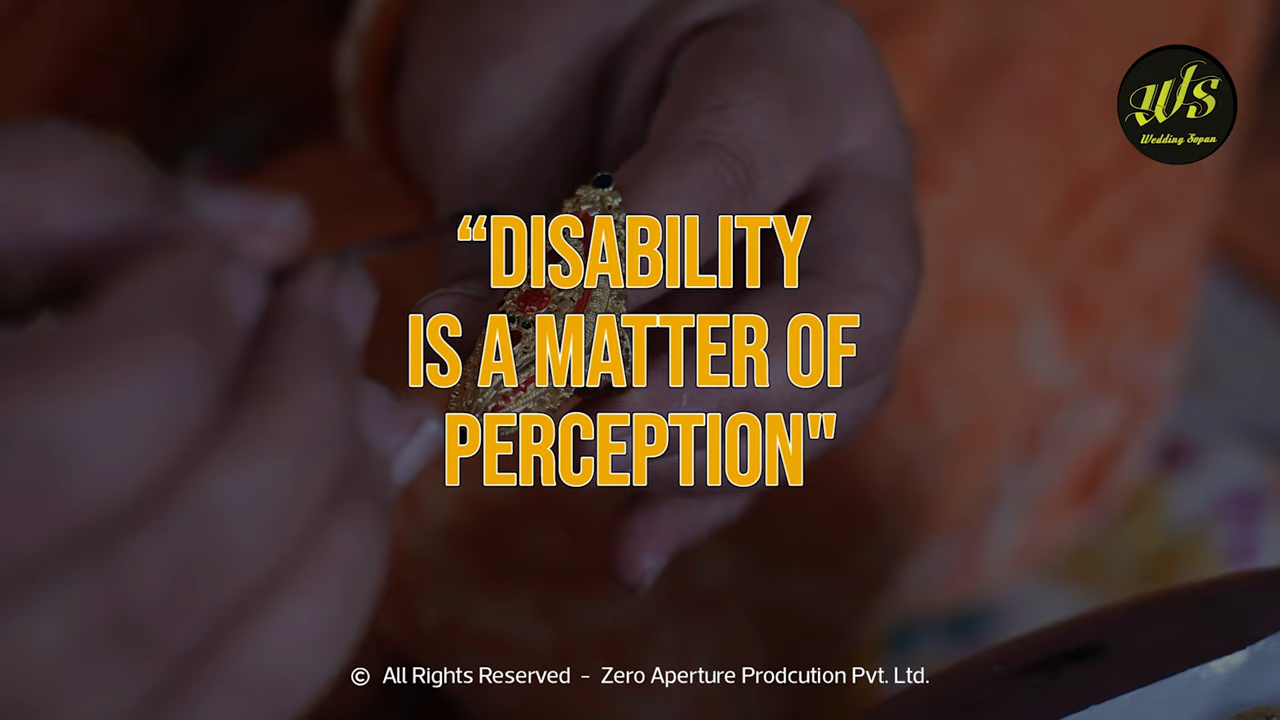 WS
Wedding Sopan
“DISABILITY
IS A MATTER OF
PERCEPTION"
© All Rights Reserved - Zero Aperture Prodcution Pvt. Ltd.